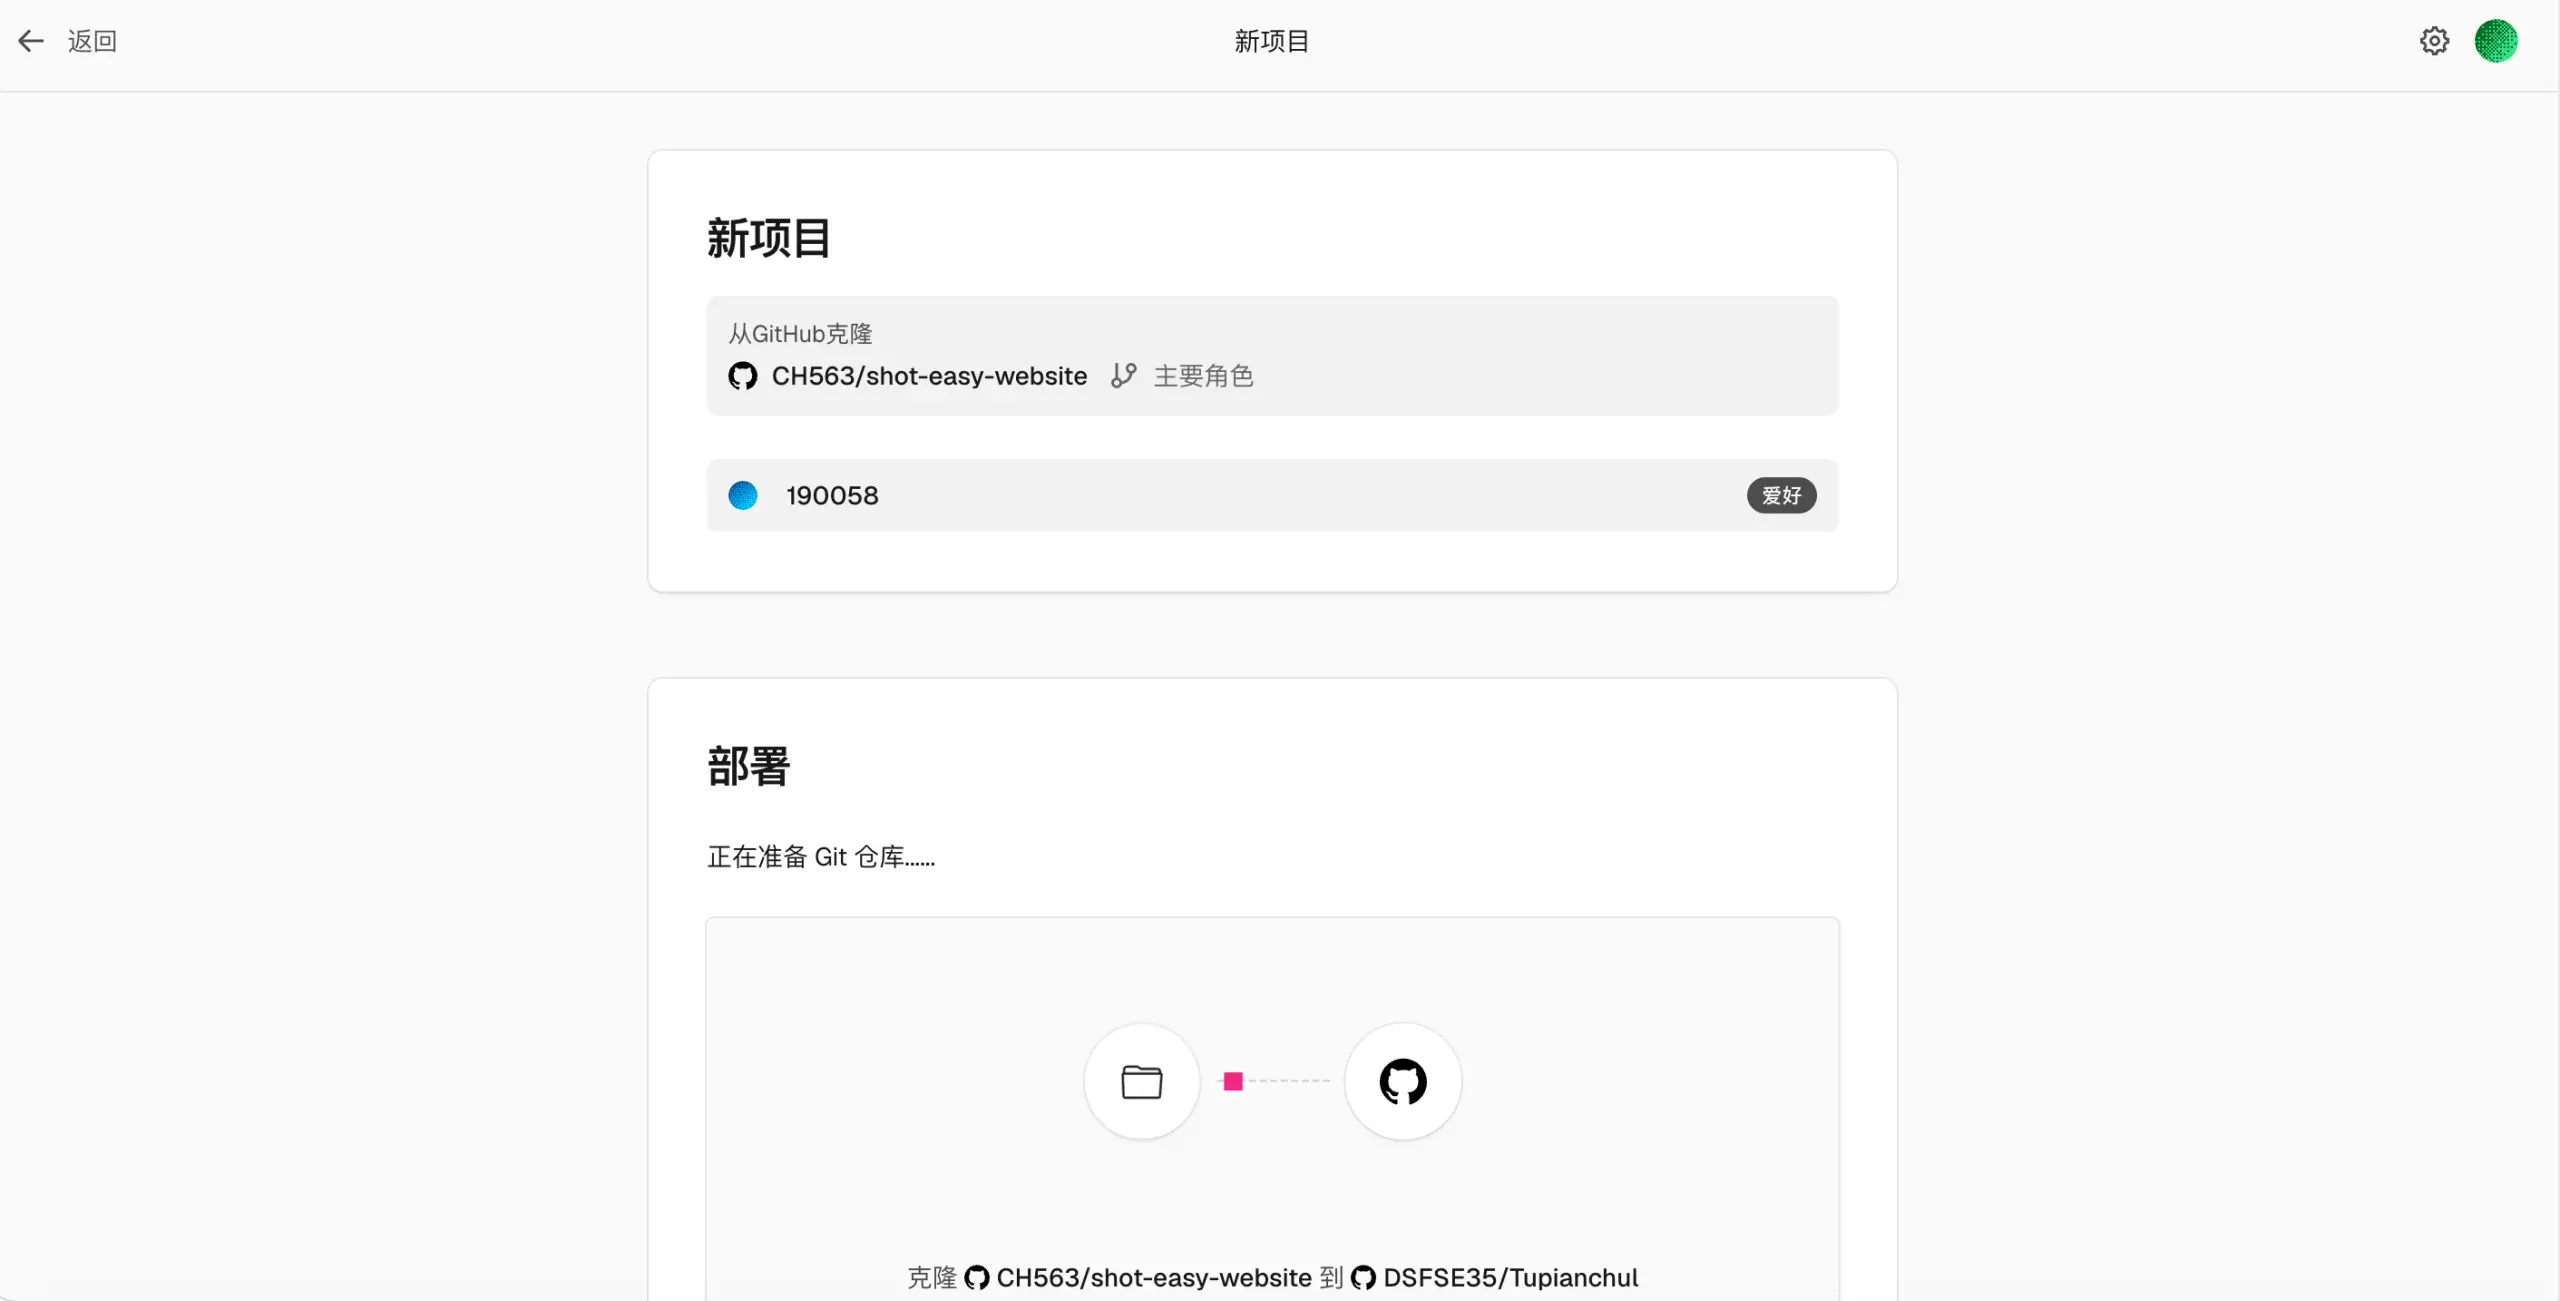 返回
新项目
新项目
从GitHub克隆
CH563/shot-easy-website 主要角色
190058 爱好
部署
正在准备 Git 仓库......
克隆 CH563/shot-easy-website 到 DSFSE35/Tupianchul